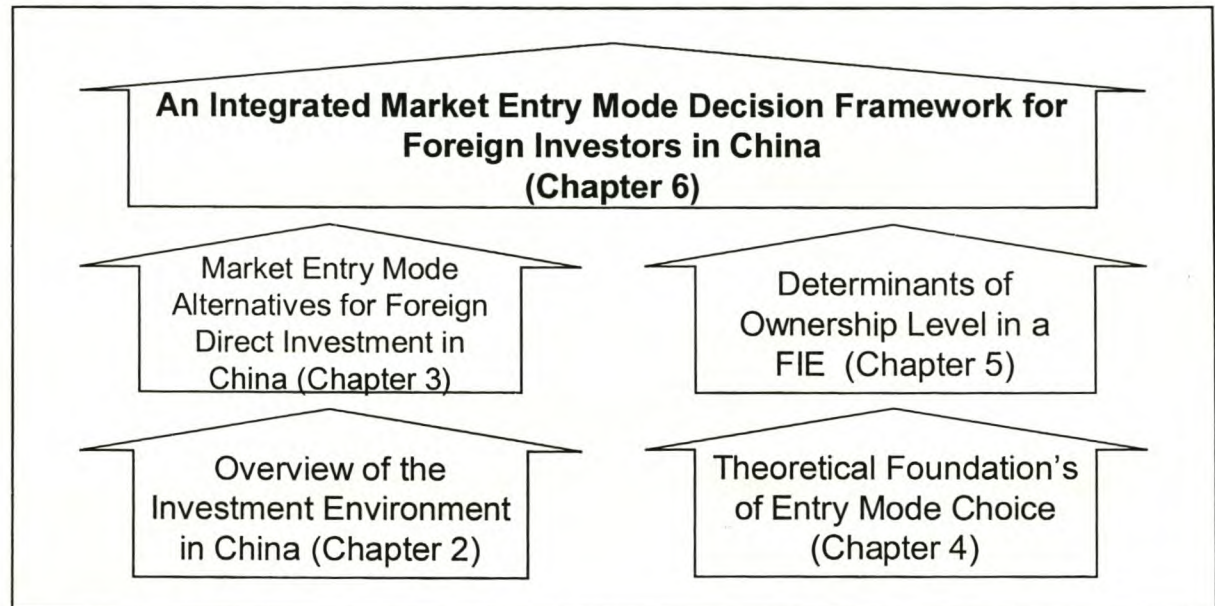 An Integrated Market Entry Mode Decision Framework for
Foreign Investors in China
(Chapter 6)
Market Entry Mode
Alternatives for Foreign
Direct Investment in
China (Chapter 3)
Determinants of
Ownership Level in a
FIE (Chapter 5)
Overview of the
Investment Environment
in China (Chapter 2)
Theoretical Foundation's
of Entry Mode Choice
(Chapter 4)